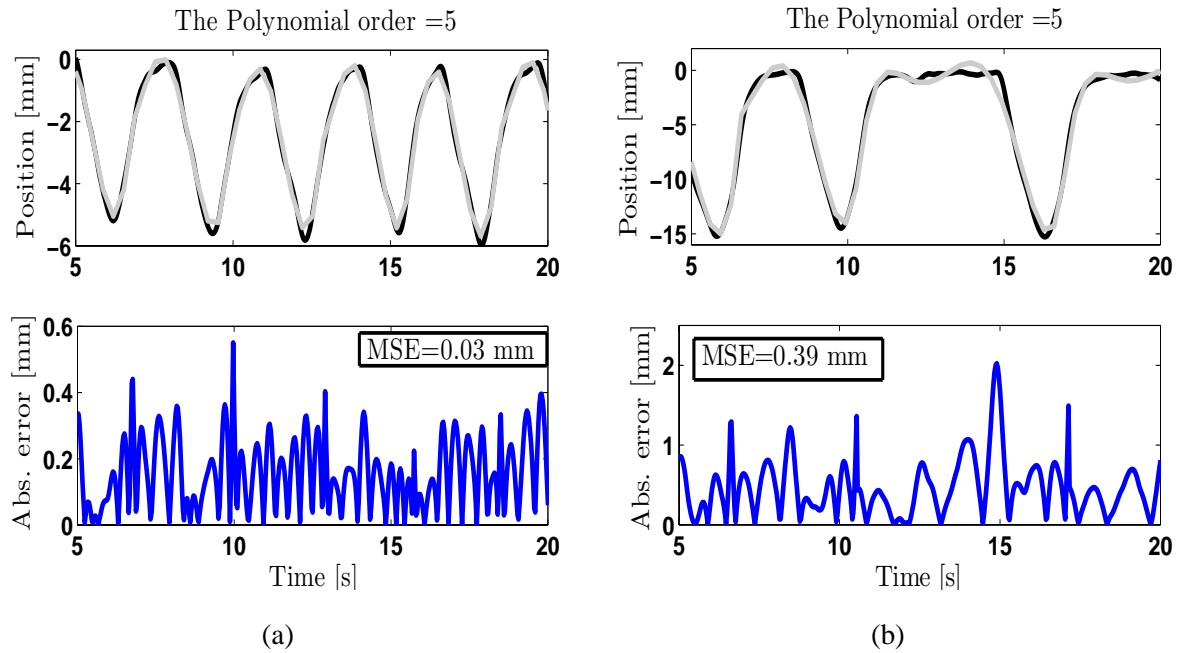 The Polynomial order =5
Position [mm]
0
−2
−4
−6
5
10
15
20
Abs. error [mm]
0.6
0.4
0.2
0
MSE=0.03 mm
5
10
15
20
Time [s]
(a)
The Polynomial order =5
Position [mm]
0
−5
−10
−15
5
10
15
20
Abs. error [mm]
2
1
0
MSE=0.39 mm
5
10
15
20
Time [s]
(b)